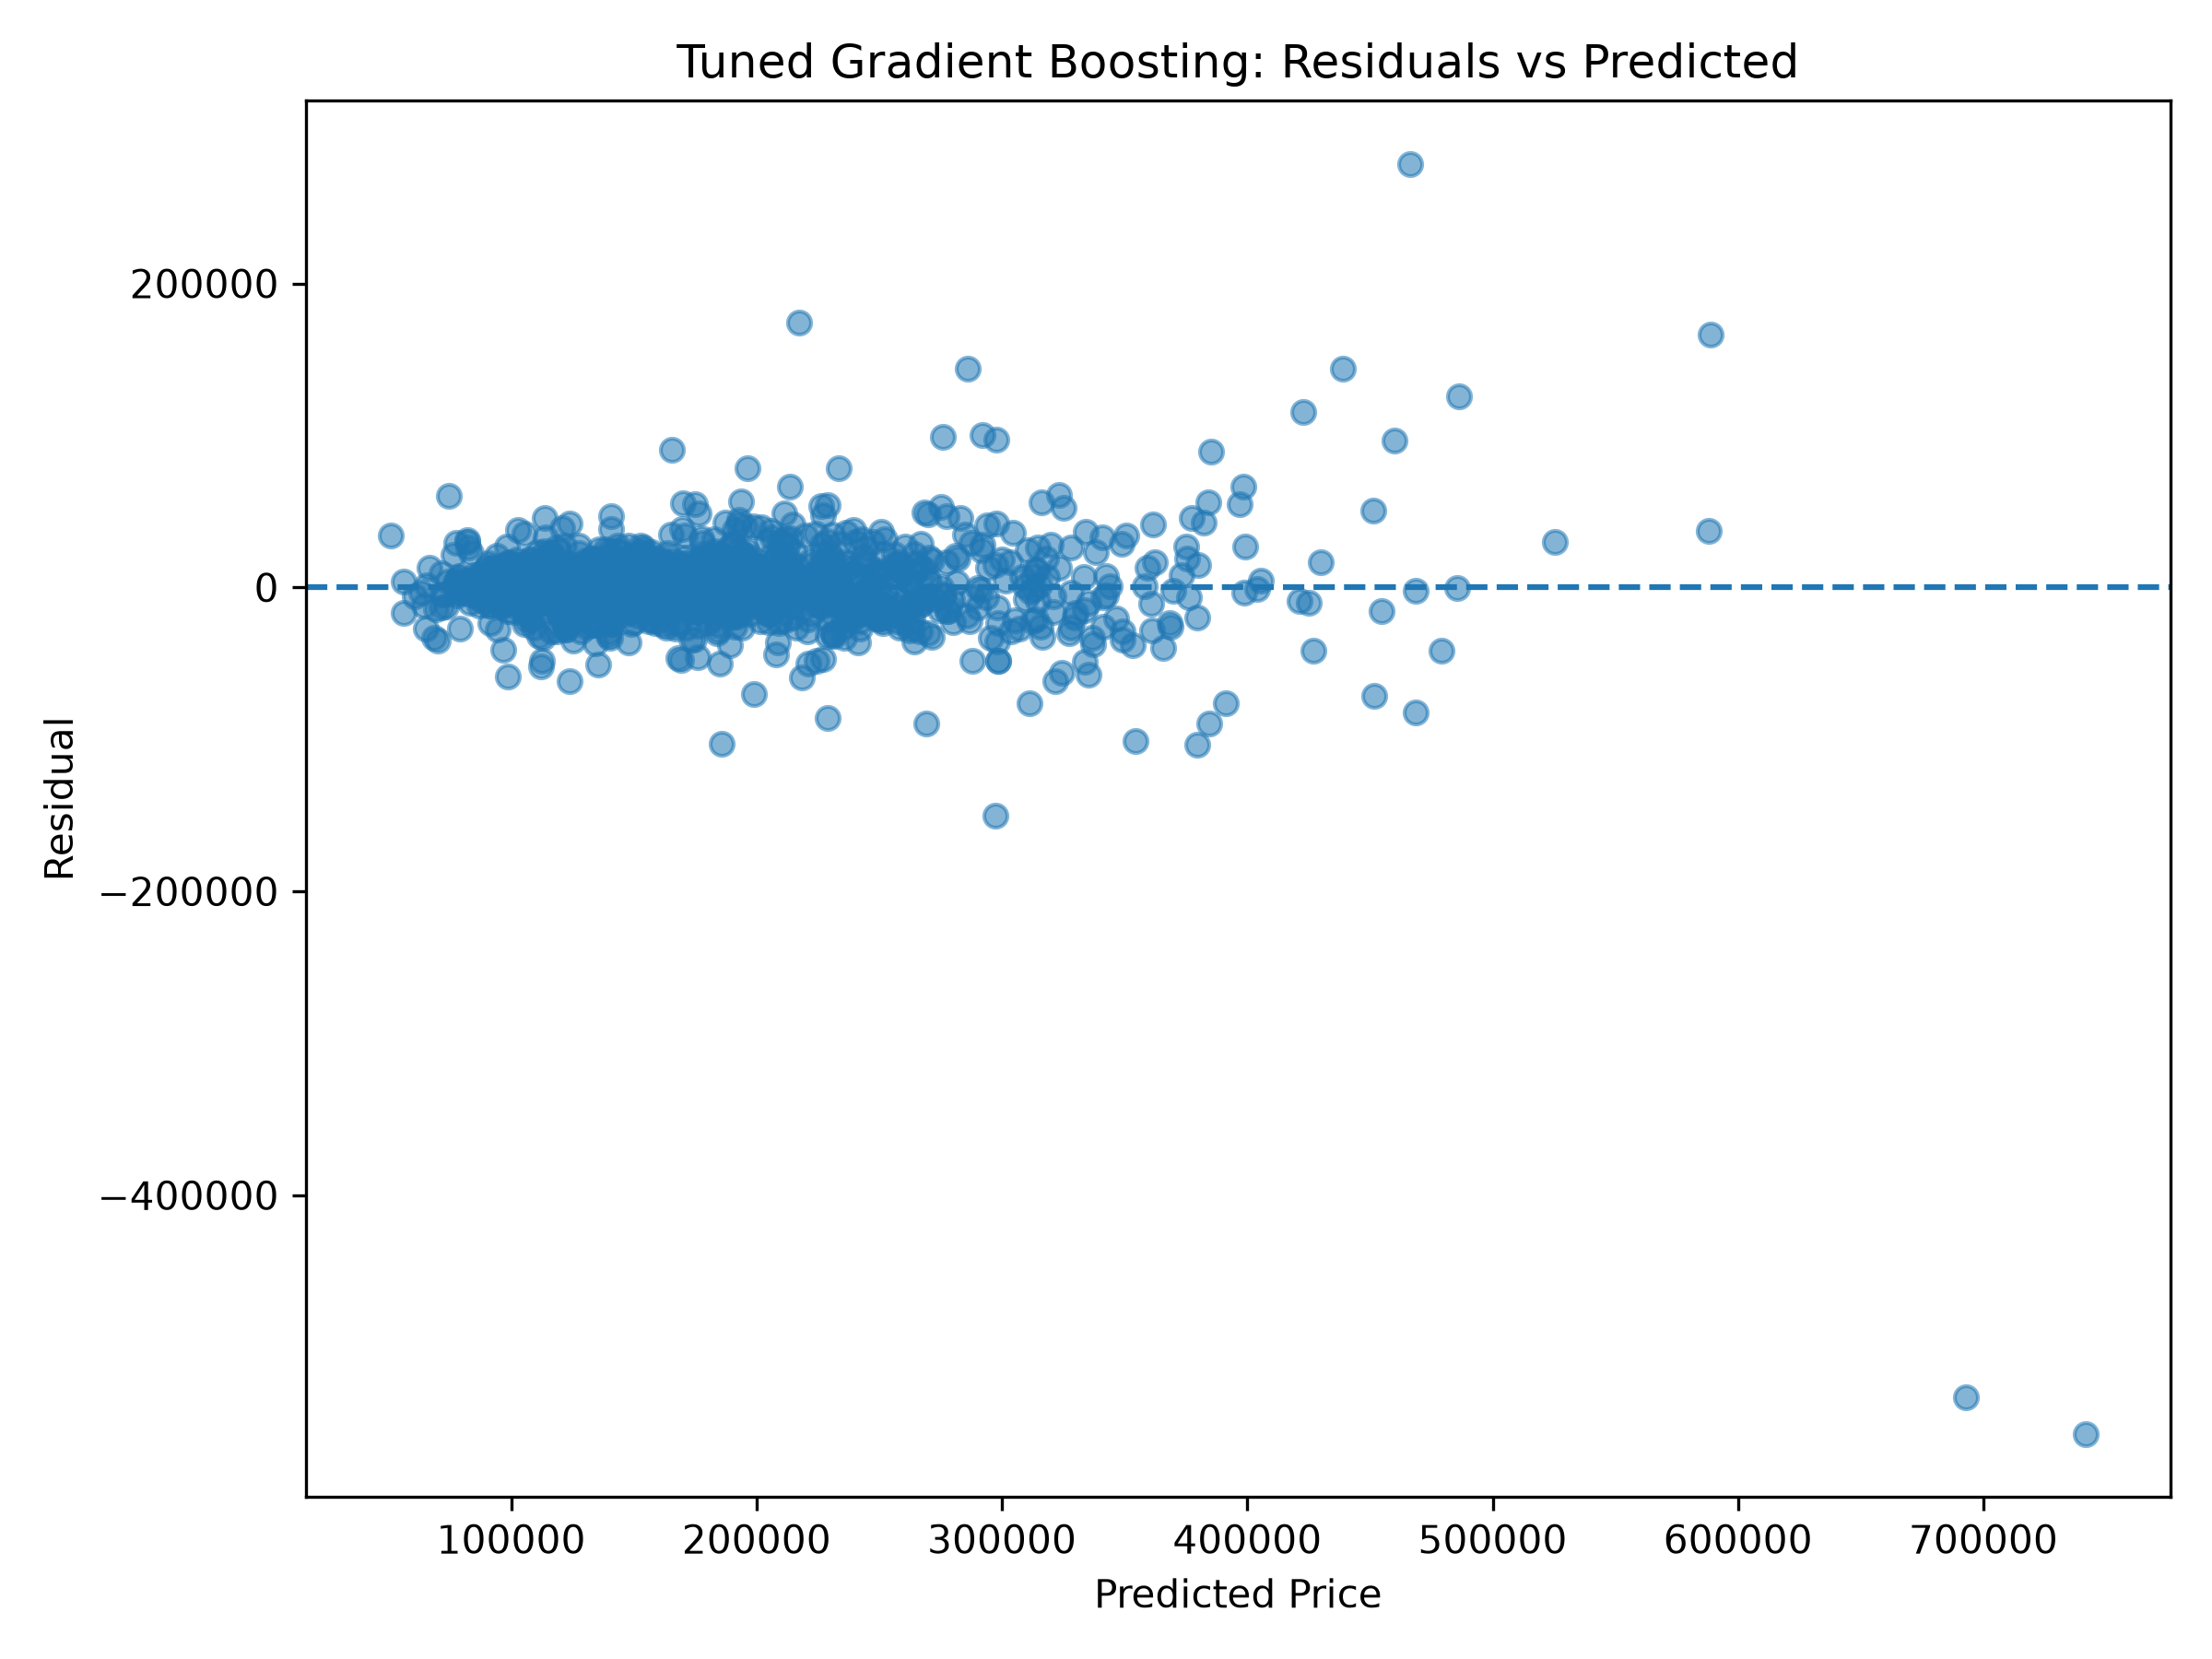 Tuned Gradient Boosting: Residuals vs Predicted
200000
0
−200000
−400000
Residual
100000 200000 300000 400000 500000 600000 700000
Predicted Price